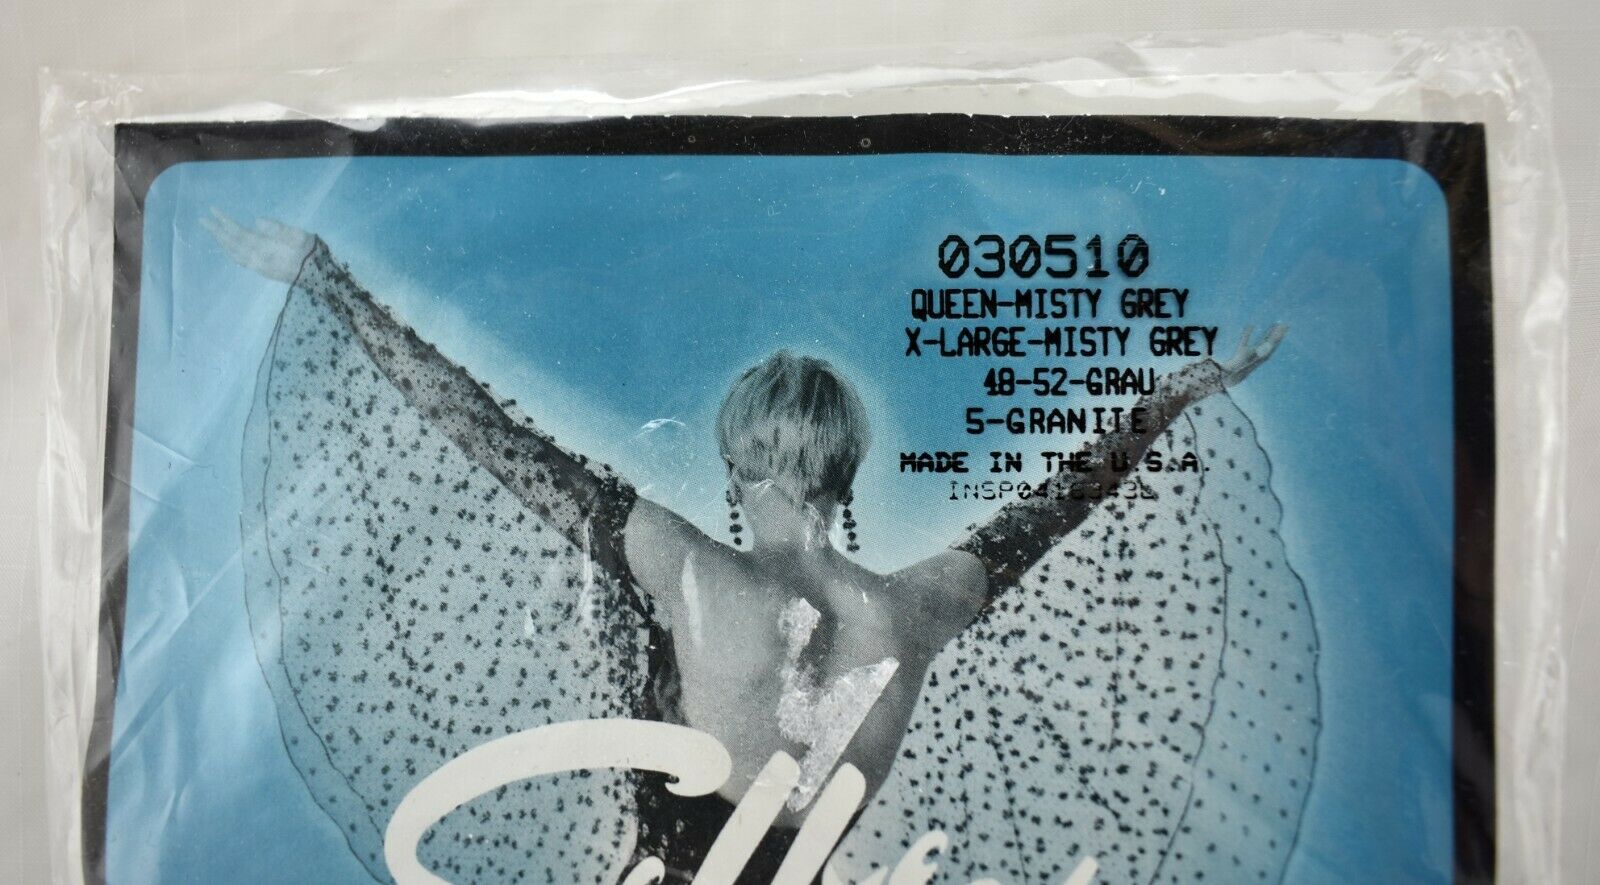 030510
QUEEN-MISTY GREY
X-LARGE-MISTY GREY
48-52-GRAU
5-GRANITE
MADE IN THE U.S.A.